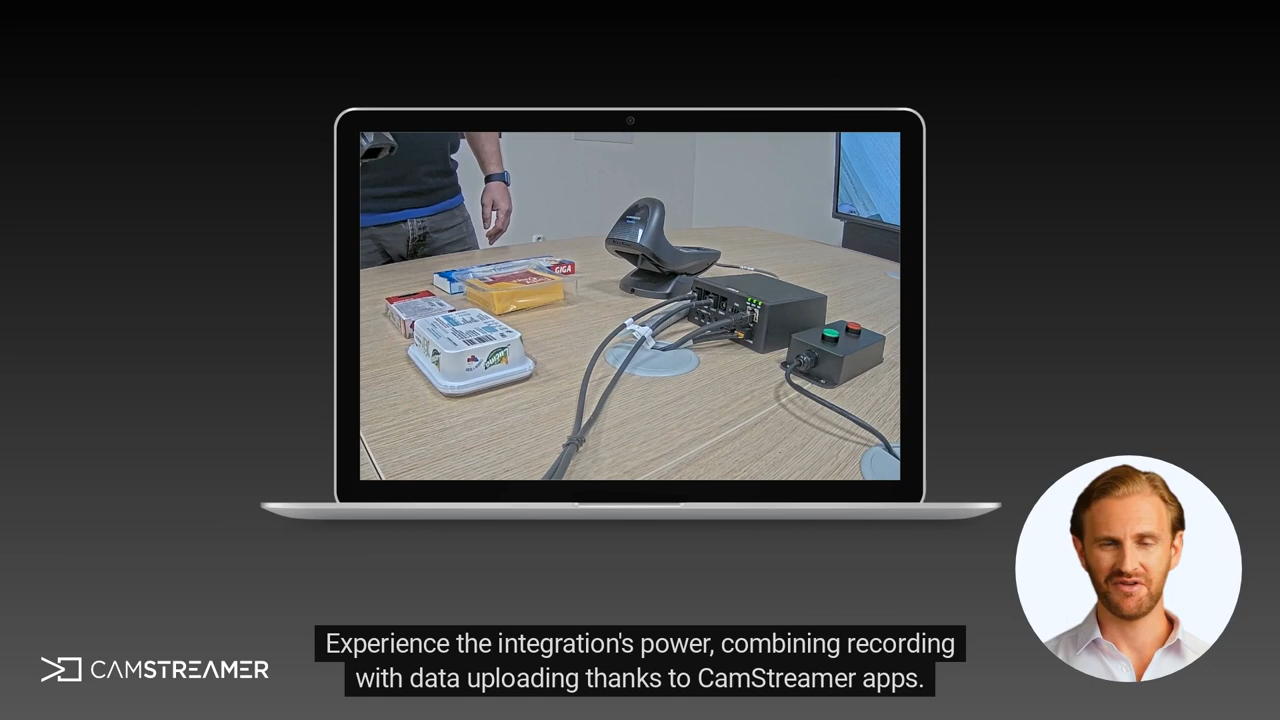 GIGA
CAMSTREAMER
Experience the integration's power, combining recording
with data uploading thanks to CamStreamer apps.